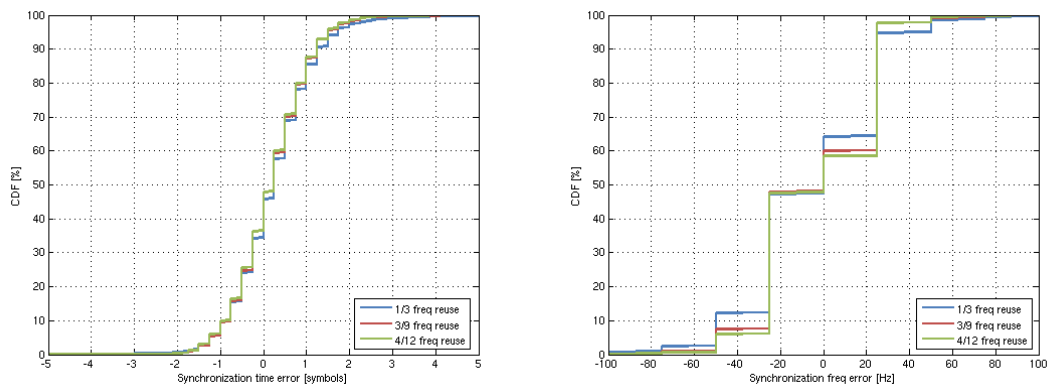 100
90
80
70
60
50
40
30
20
10
0
CDF [%]
-5 -4 -3 -2 -1 0 1 2 3 4 5
Synchronization time error [symbols]
1/3 freq reuse
3/9 freq reuse
4/12 freq reuse
100
90
80
70
60
50
40
30
20
10
0
CDF [%]
-100 -80 -60 -40 -20 0 20 40 60 80 100
Synchronization freq error [Hz]
1/3 freq reuse
3/9 freq reuse
4/12 freq reuse